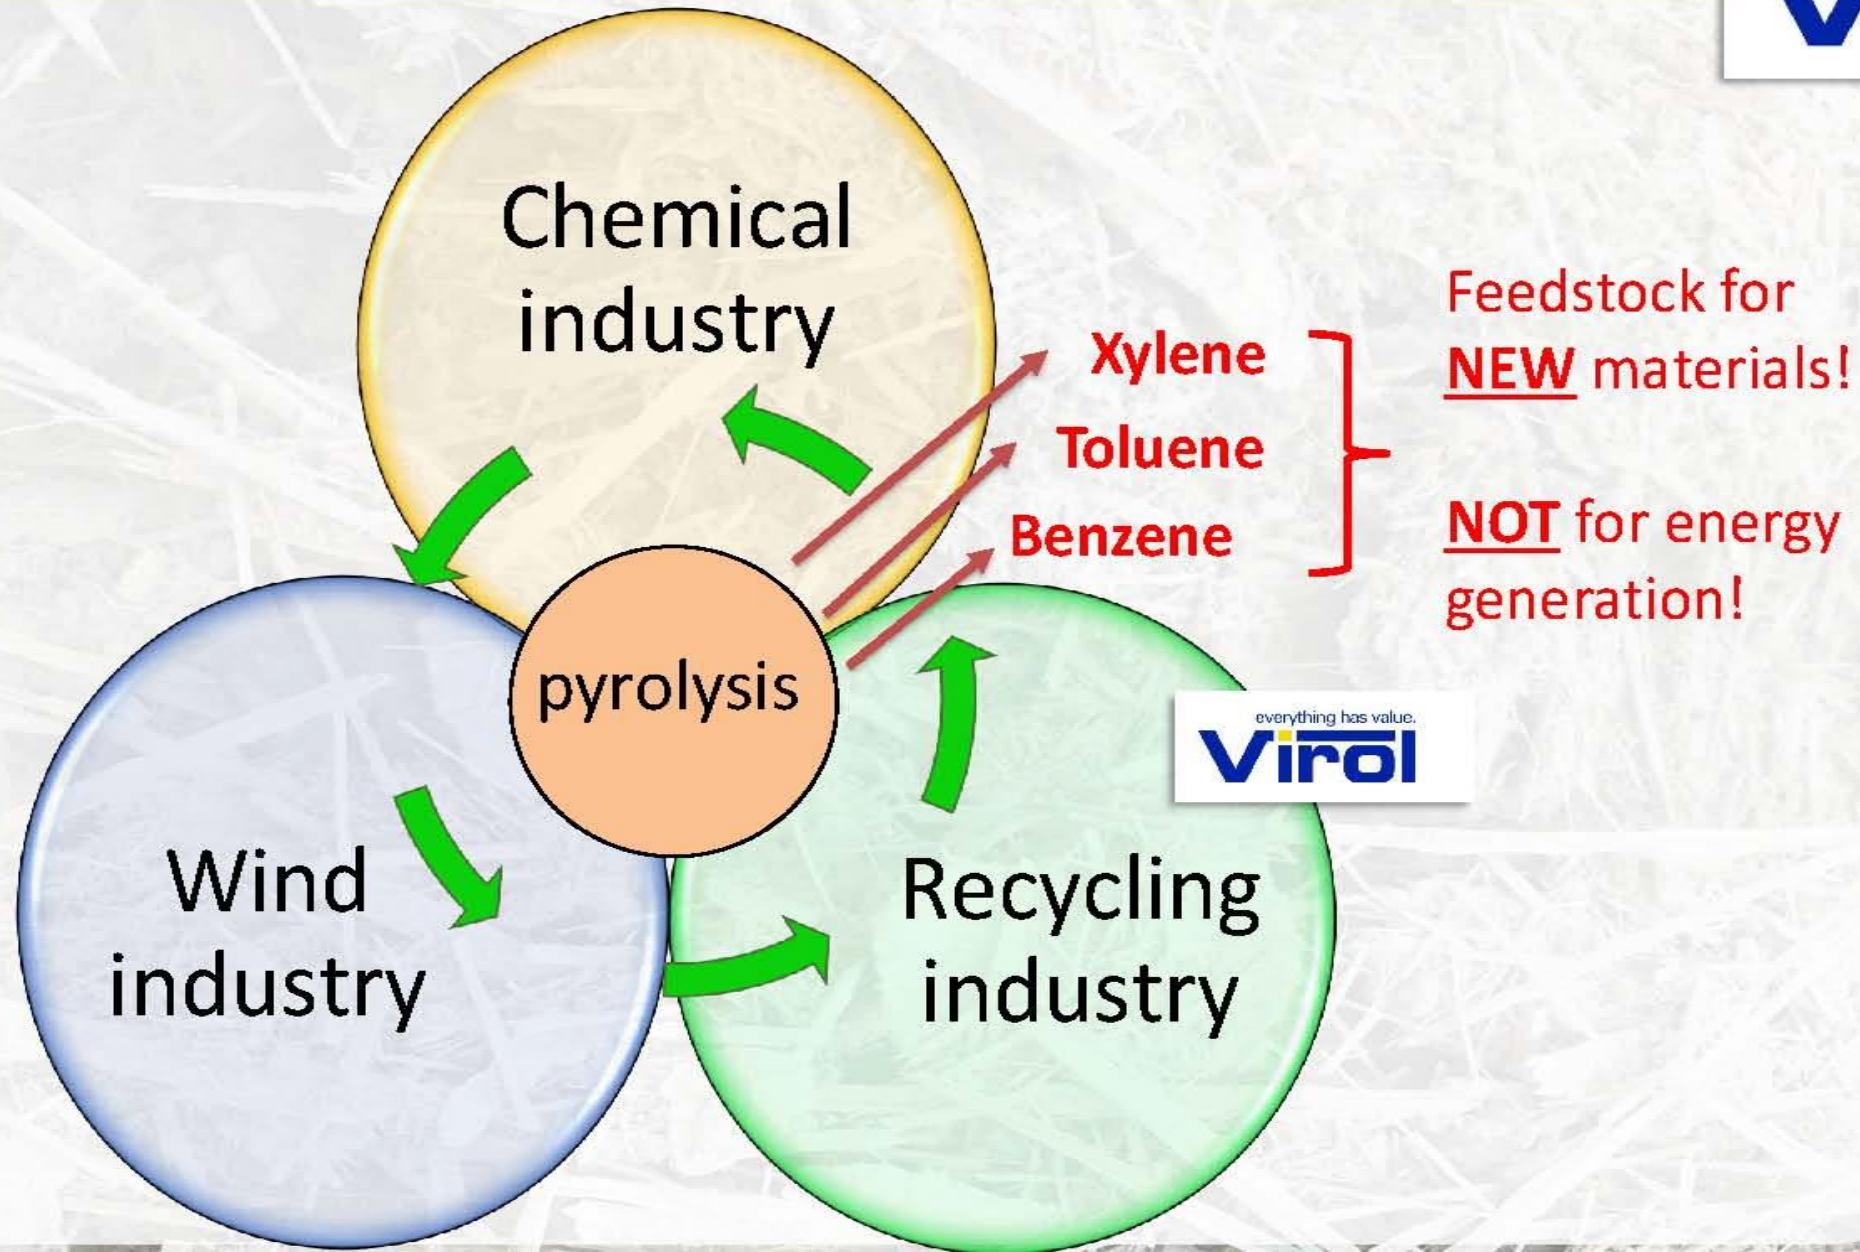 Chemical
industry
Xylene
Toluene
Benzene
Feedstock for
NEW materials!
NOT for energy
generation!
pyrolysis
everything has value.
Virol
Wind
industry
Recycling
industry